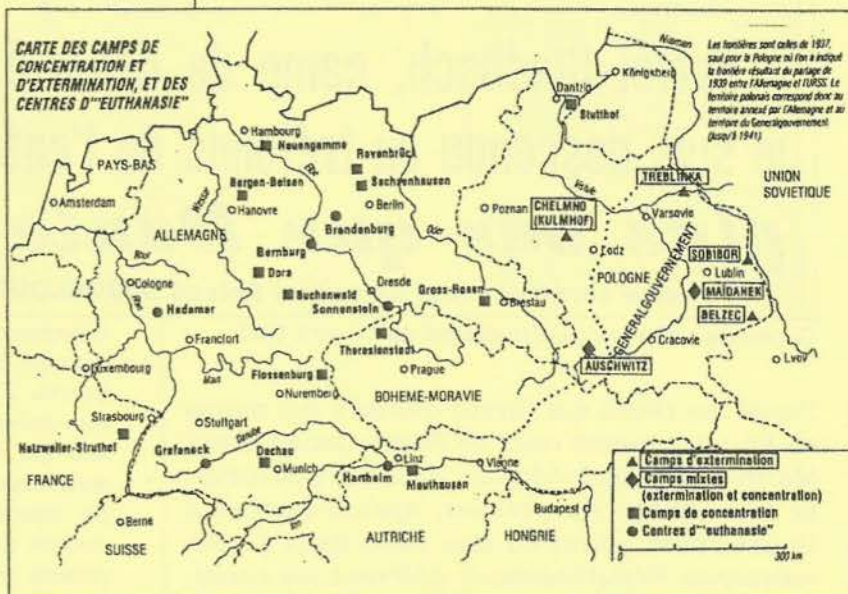 CARTE DES CAMPS DE
CONCENTRATION ET
D'EXTERMINATION, ET DES
CENTRES D'"EUTHANASIE"
Les frontières sont celles de 1937,
sauf pour la Pologne où l'on a indiqué
la frontière résultant du partage de
1939 entre l'Allemagne et l'URSS. Le
territoire polonais correspond donc au
territoire annexé par l'Allemagne et au
territoire du Generalgouvernement
(jusqu'à 1941).
Niemen
Königsberg
Dantzig
Stutthof
Hambourg
Neuengamme
Ravenbrück
Sachsenhausen
PAYS-BAS
Bergen-Belsen
Elbe
TREBLINKA
UNION
SOVIETIQUE
Amsterdam
Weser
Hanovre
Berlin
Poznan
CHELMNO
(KULMHOF)
Vistule
Varsovie
ALLEMAGNE
Brandenburg
Oder
Bernburg
Lodz
SOBIBOR
Rour
Dora
POLOGNE
GENERALGOUVERNEMENT
Lublin
Cologne
Dresde
MAÏDANEK
Rhin
Buchenwald
Sonnenstein
Gross-Rosen
Breslau
BELZEC
Hadamar
Francfort
Theresienstadt
Cracovie
AUSCHWITZ
Lvov
Luxembourg
Main
Flossenburg
Prague
Nuremberg
BOHEME-MORAVIE
Strasbourg
Stuttgart
Natzweiler-Struthof
Grafeneck
Danube
Dachau
Munich
Linz
Vienne
Hartheim
Mauthausen
FRANCE
Berne
SUISSE
Inn
AUTRICHE
HONGRIE
Budapest
Camps d'extermination
Camps mixtes
(extermination et concentration)
Camps de concentration
Centres d'"euthanasie"
0
300 km